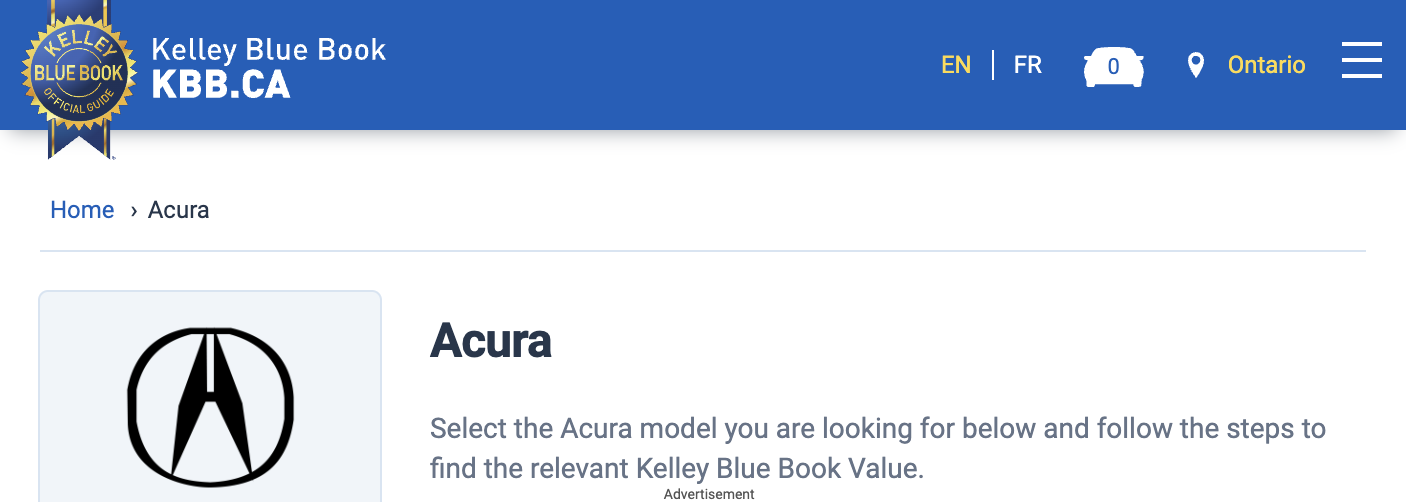 KELLEY
BLUE BOOK
OFFICIAL GUIDE
Kelley Blue Book
KBB.CA
EN | FR
0
Ontario
Home › Acura
Acura
Select the Acura model you are looking for below and follow the steps to
find the relevant Kelley Blue Book Value.
Advertisement